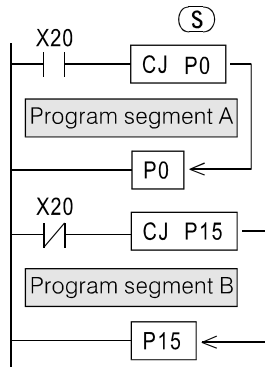 S
X20
CJ P0
Program segment A
P0
X20
CJ P15
Program segment B
P15